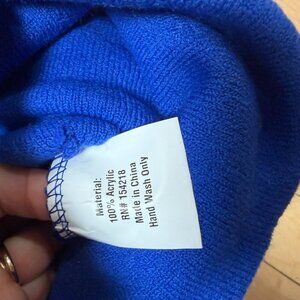 Material:
100% Acrylic
RN# 154218
Made in China
Hand Wash Only